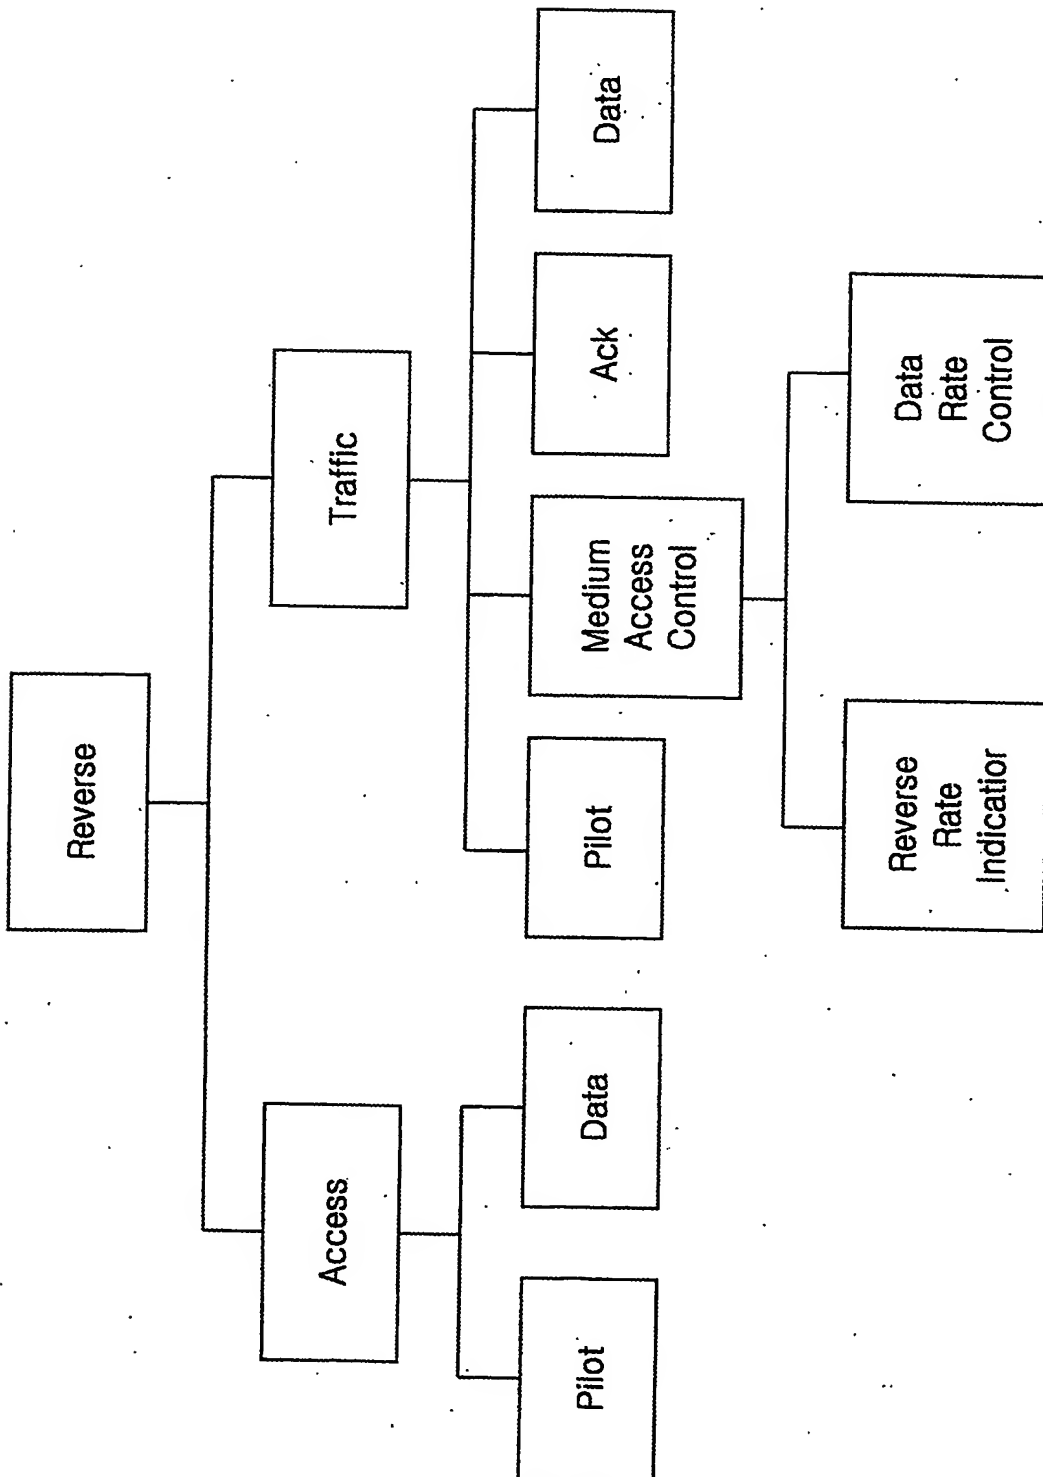 Reverse
Access
Traffic
Pilot
Data
Pilot
Medium
Access
Control
Ack
Data
Reverse
Rate
Indicatior
Data
Rate
Control